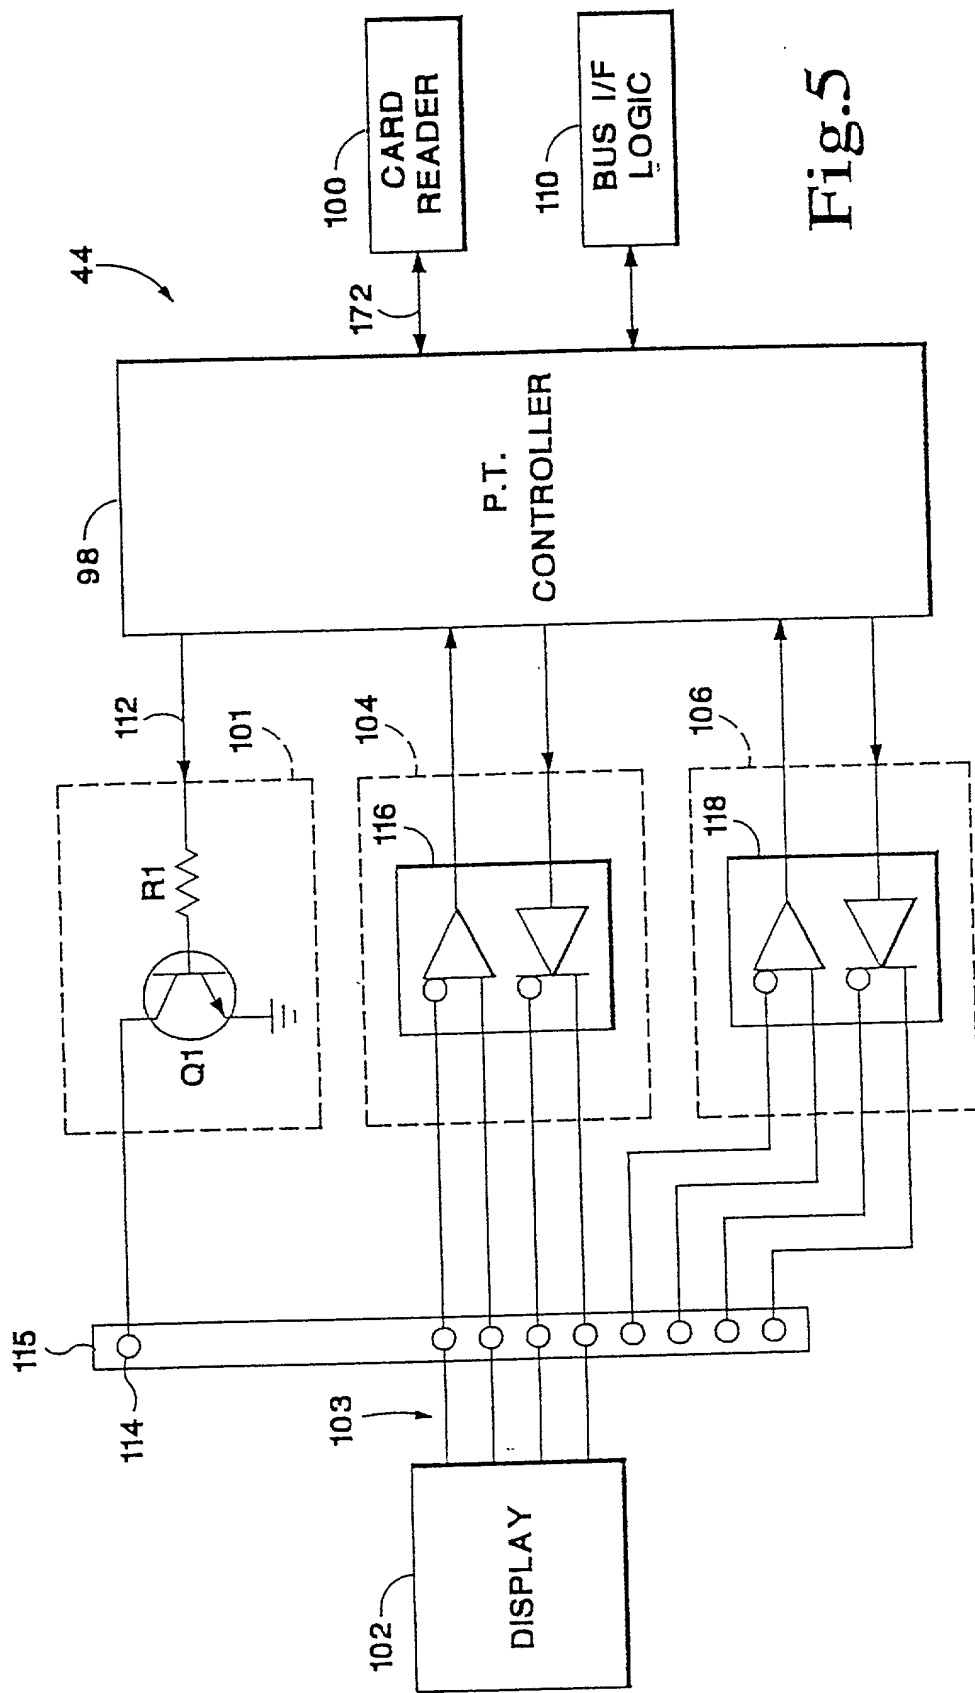 44
98
112
101
R1
Q1
115
114
103
102
DISPLAY
104
116
106
118
P.T.
CONTROLLER
172
100
CARD
READER
110
BUS I/F
LOGIC
Fig.5